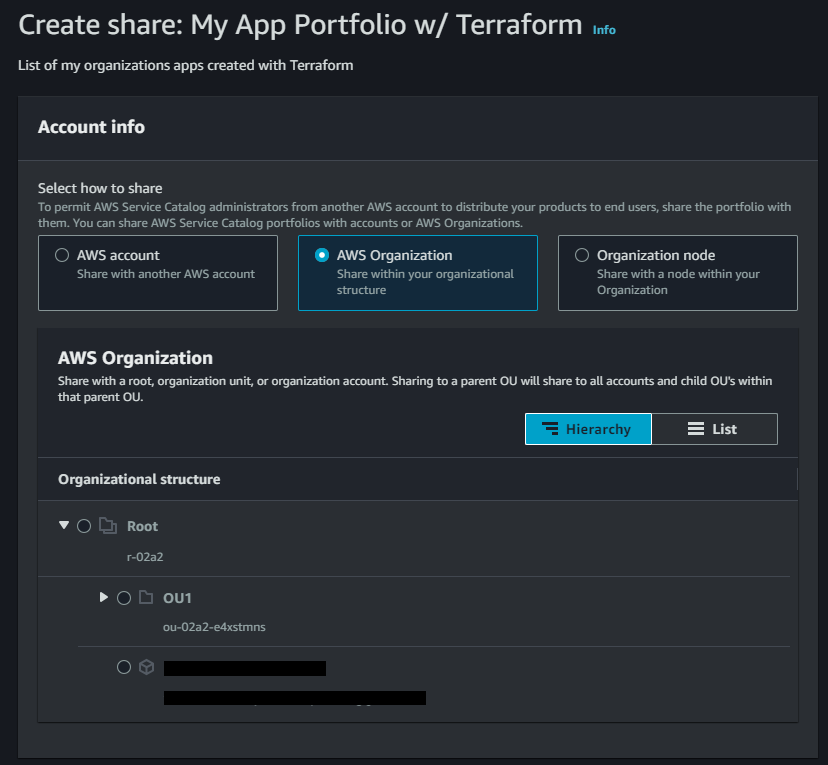 Create share: My App Portfolio w/ Terraform Info
List of my organizations apps created with Terraform
Account info
Select how to share
To permit AWS Service Catalog administrators from another AWS account to distribute your products to end users, share the portfolio with
them. You can share AWS Service Catalog portfolios with accounts or AWS Organizations.
AWS account
Share with another AWS account
AWS Organization
Share within your organizational
structure
Organization node
Share with a node within your
Organization
AWS Organization
Share with a root, organization unit, or organization account. Sharing to a parent OU will share to all accounts and child OU's within
that parent OU.
Hierarchy
List
Organizational structure
Root
r-02a2
OU1
ou-02a2-e4xstmns